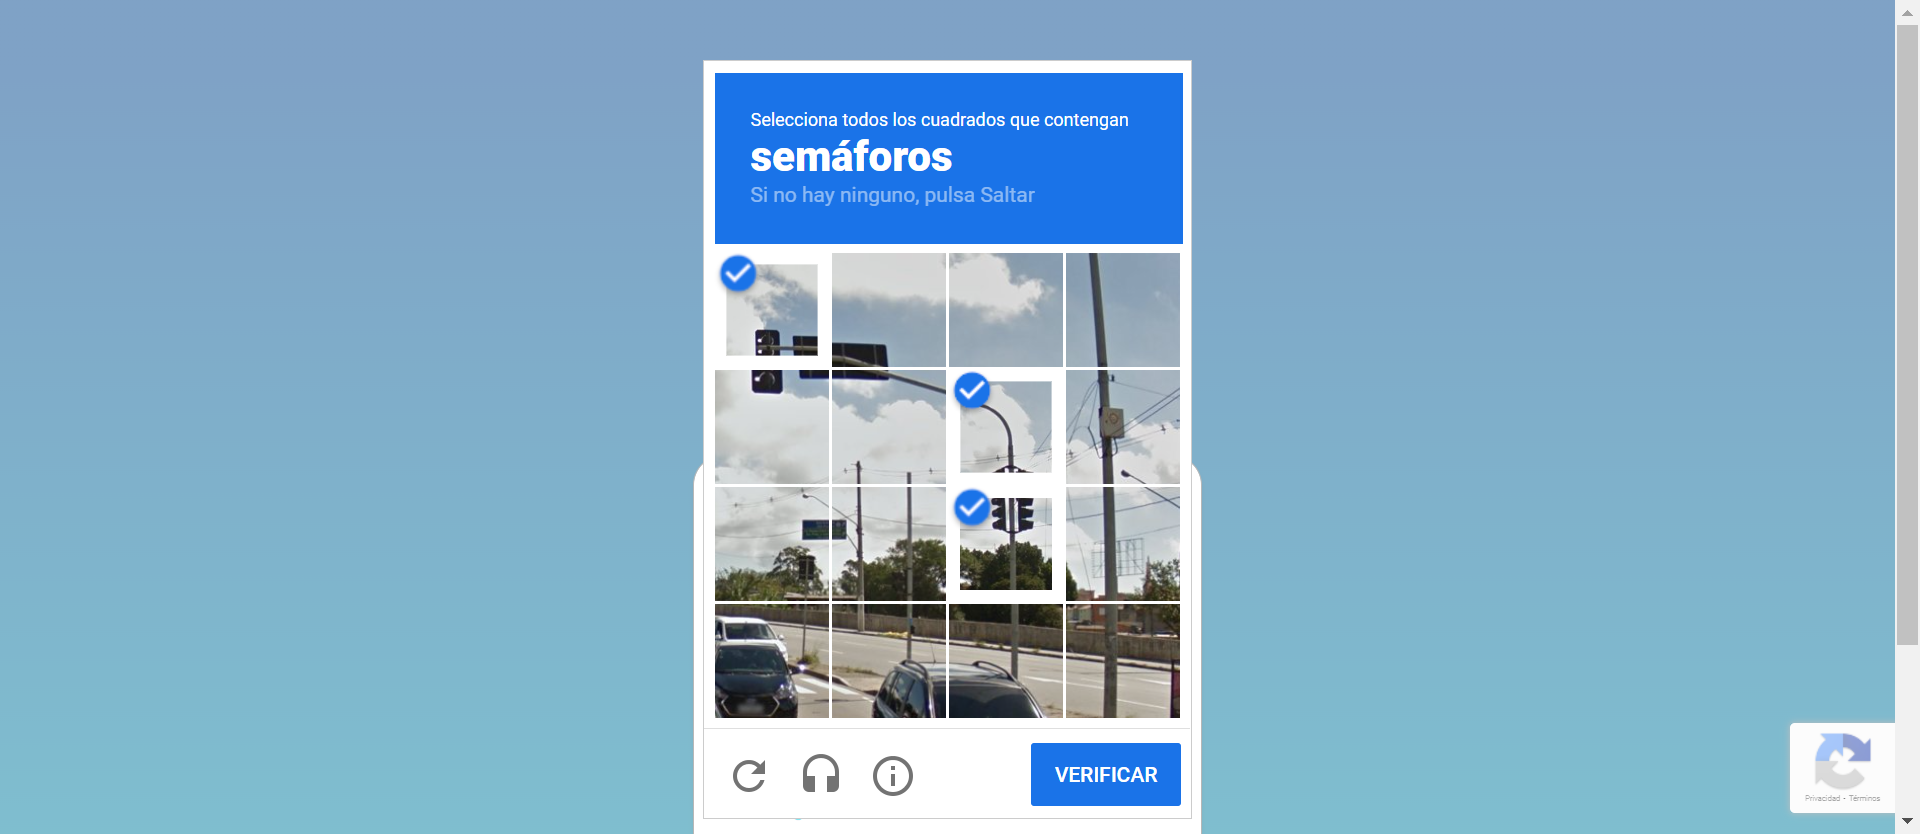 Selecciona todos los cuadrados que contengan
semáforos
Si no hay ninguno, pulsa Saltar
VERIFICAR
Privacidad - Términos